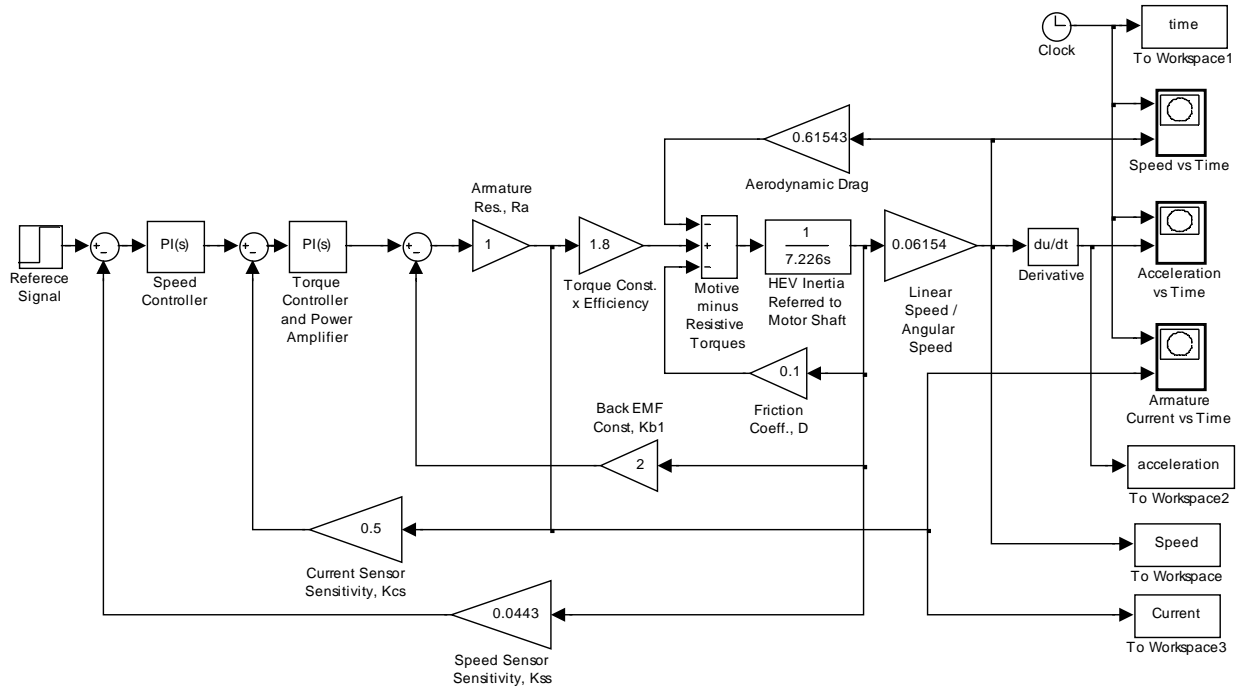 time
Clock
To Workspace1
0.61543
Aerodynamic Drag
Speed vs Time
Armature
Res., Ra
+
−
PI(s)
+
−
PI(s)
+
−
1
1.8
−
+
−
1
7.226s
0.06154
du/dt
Referece
Signal
Speed
Controller
Torque
Controller
and Power
Amplifier
Torque Const.
x Efficiency
Motive
minus
Resistive
Torques
HEV Inertia
Referred to
Motor Shaft
Linear
Speed /
Angular
Speed
Derivative
Acceleration
vs Time
0.1
Friction
Coeff., D
Armature
Current vs Time
Back EMF
Const, Kb1
2
acceleration
To Workspace2
0.5
Current Sensor
Sensitivity, Kcs
Speed
To Workspace
0.0443
Speed Sensor
Sensitivity, Kss
Current
To Workspace3